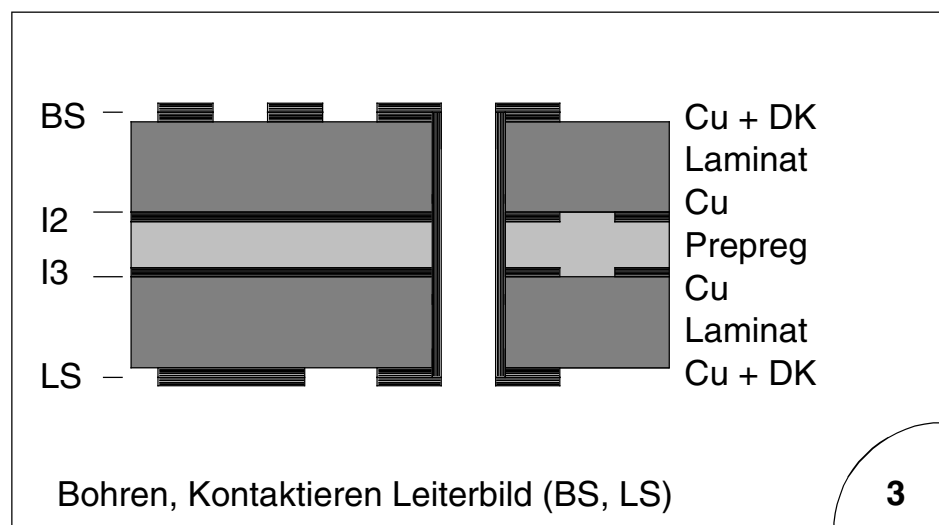 BS
Cu + DK
Laminat
I2
Cu
Prepreg
I3
Cu
Laminat
LS
Cu + DK
Bohren, Kontaktieren Leiterbild (BS, LS)
3